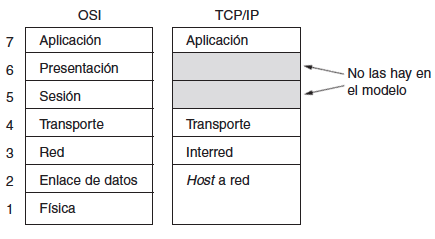 OSI TCP/IP
7 Aplicación Aplicación
6 Presentación
5 Sesión
No las hay en
el modelo
4 Transporte Transporte
3 Red Interred
2 Enlace de datos Host a red
1 Física